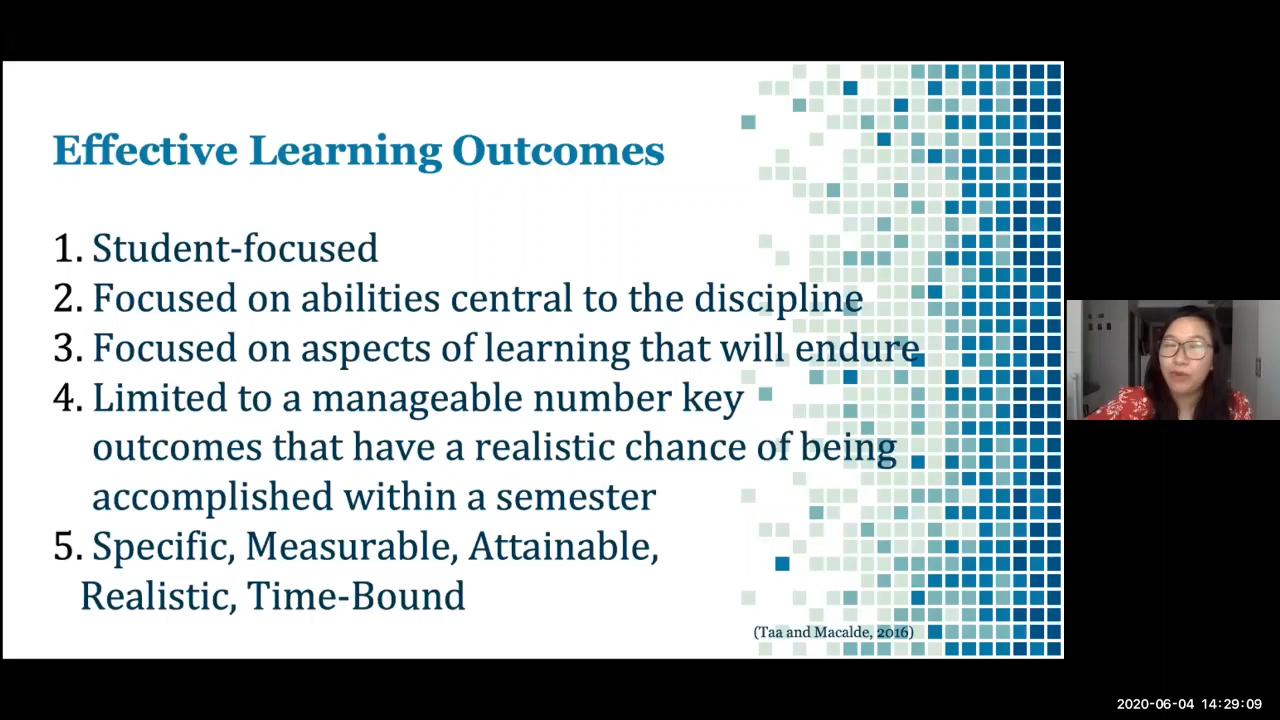 Effective Learning Outcomes
1. Student-focused
2. Focused on abilities central to the discipline
3. Focused on aspects of learning that will endure
4. Limited to a manageable number key
outcomes that have a realistic chance of being
accomplished within a semester
5. Specific, Measurable, Attainable,
Realistic, Time-Bound
(Taa and Macalde, 2016)
2020-06-04 14:29:09